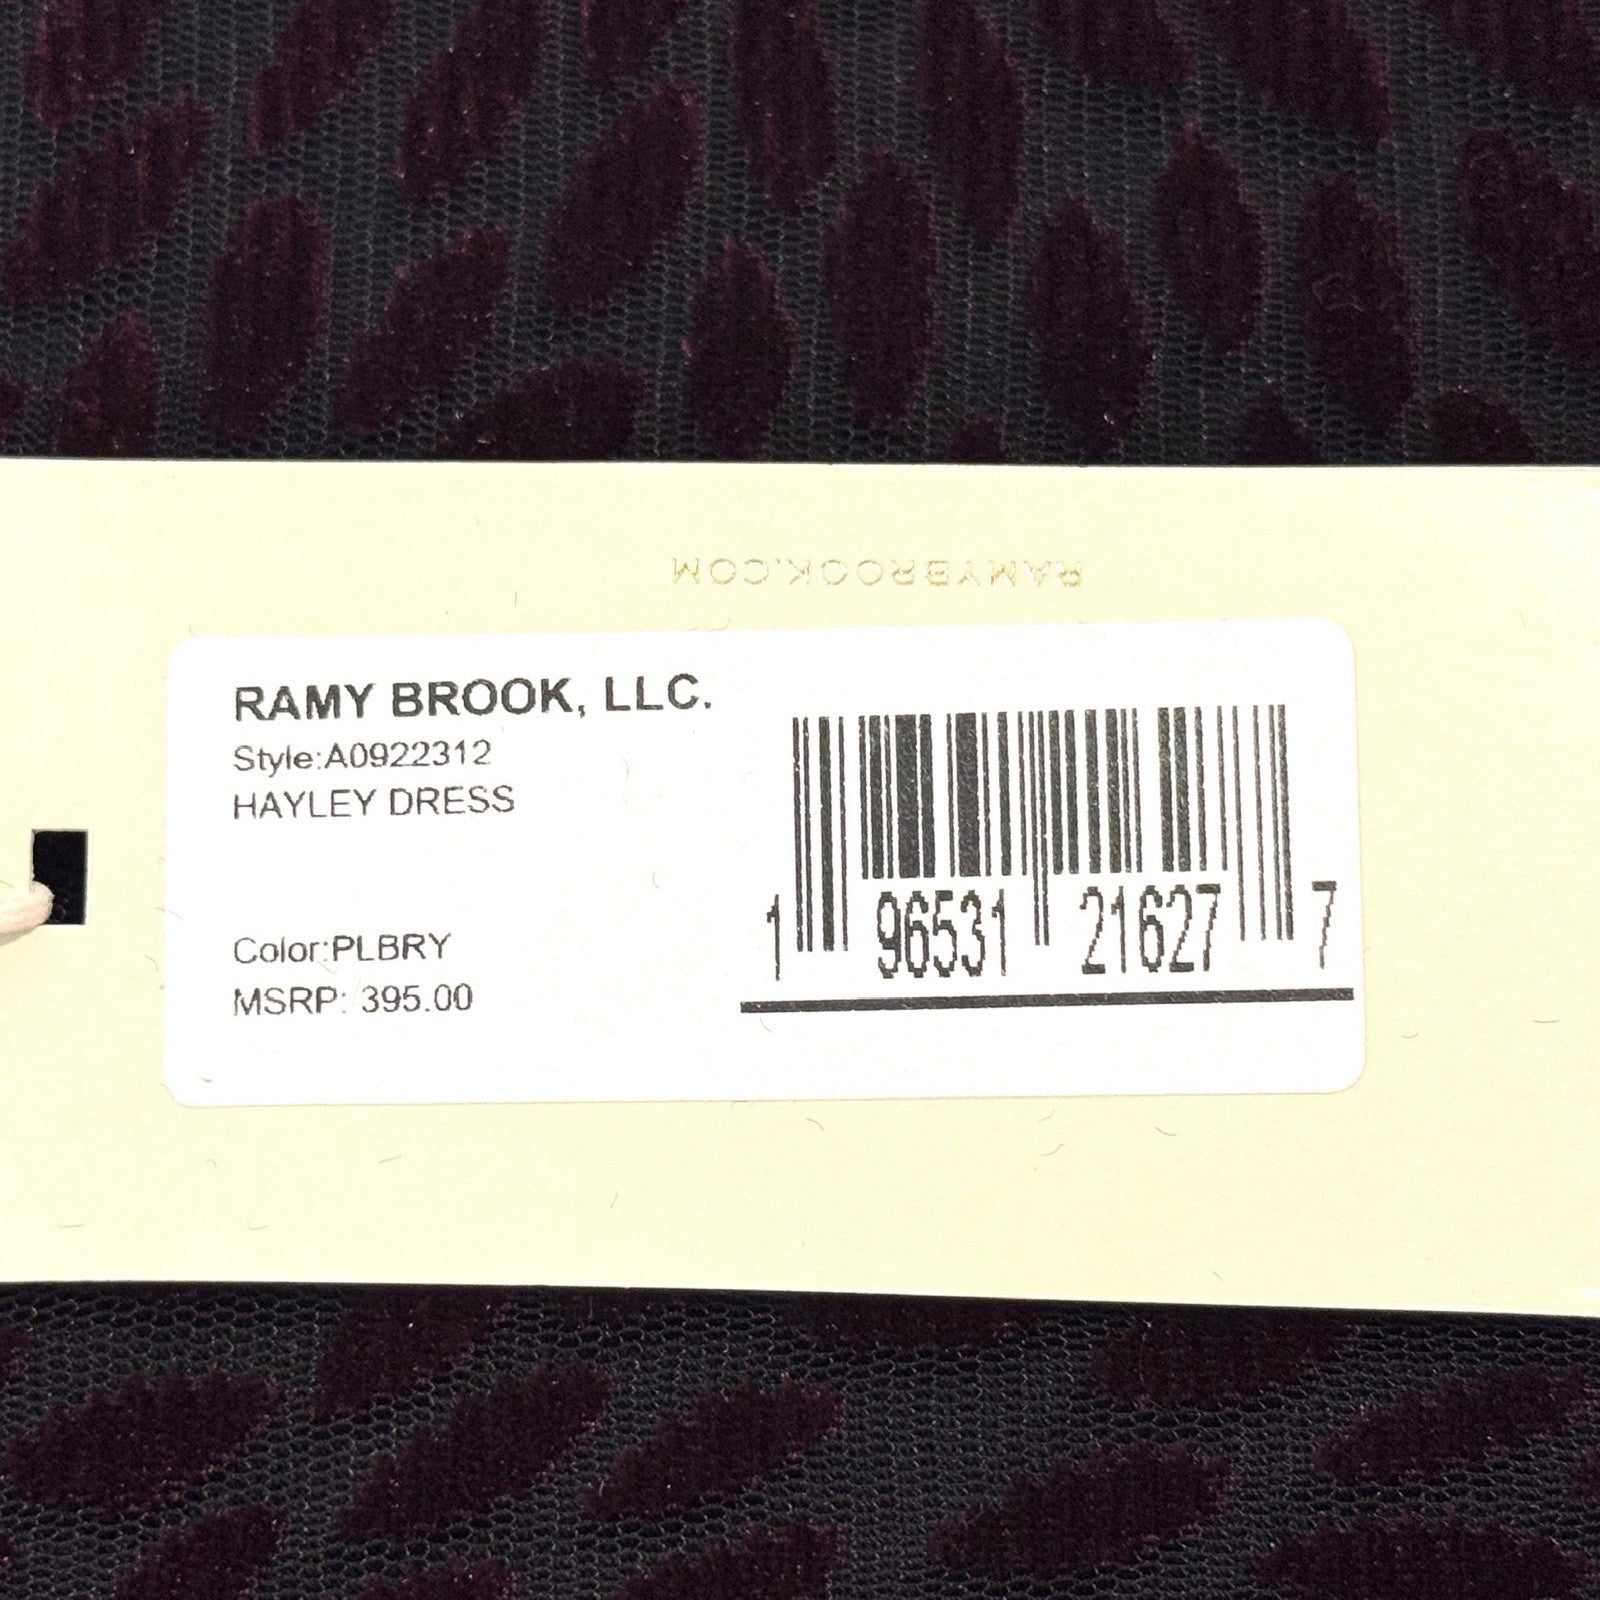 RAMYBROOK.COM
RAMY BROOK, LLC.
Style:A0922312
HAYLEY DRESS
Color:PLBRY
MSRP: 395.00
1 96531 21627 7